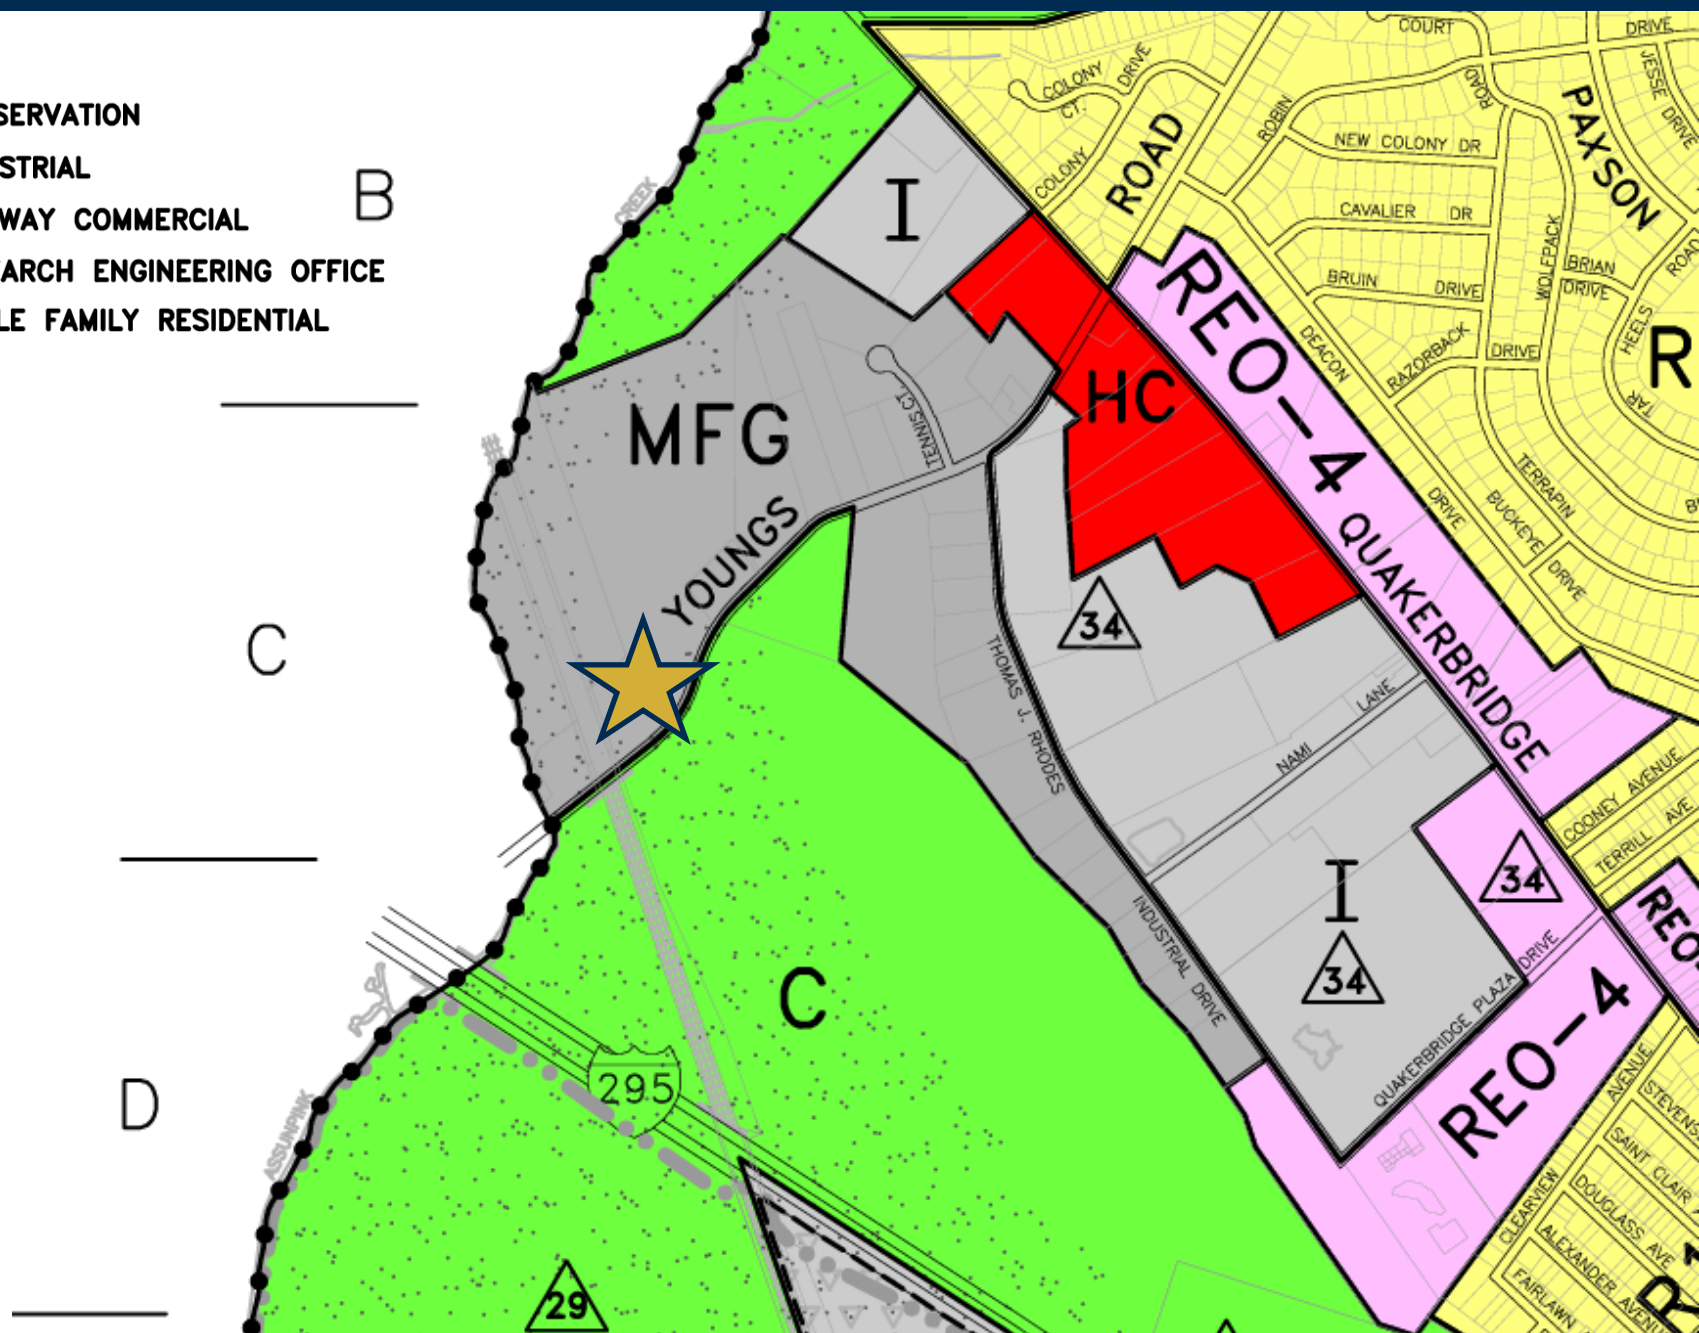 SERVATION
STRIAL
WAY COMMERCIAL
ARCH ENGINEERING OFFICE
LE FAMILY RESIDENTIAL
B
C
D
CREEK
ASSUNPINK
I
MFG
HC
YOUNGS
TENNIS CT.
ROAD
COLONY CT.
DRIVE
COLONY
ROBIN
COURT
DRIVE
ROAD
JESSE DRIVE
PAXSON
NEW COLONY DR
CAVALIER DR
BRUIN DRIVE
WOLFPACK
BRIAN
DRIVE
ROAD
HEELS
TAR
R
DEACON
DRIVE
RAZORBACK
DRIVE
TERRAPIN
BUCKEYE
DRIVE
REO-4
QUAKERBRIDGE
34
THOMAS J. RHODES
INDUSTRIAL DRIVE
NAMI LANE
COONEY AVENUE
TERRILL AVE
34
REO
I
34
QUAKERBRIDGE PLAZA DRIVE
REO-4
C
295
29
CLEARVIEW
AVENUE
STEVENS
SAINT CLAIR
DOUGLASS AVE
ALEXANDER AVENU
FAIRLAWN